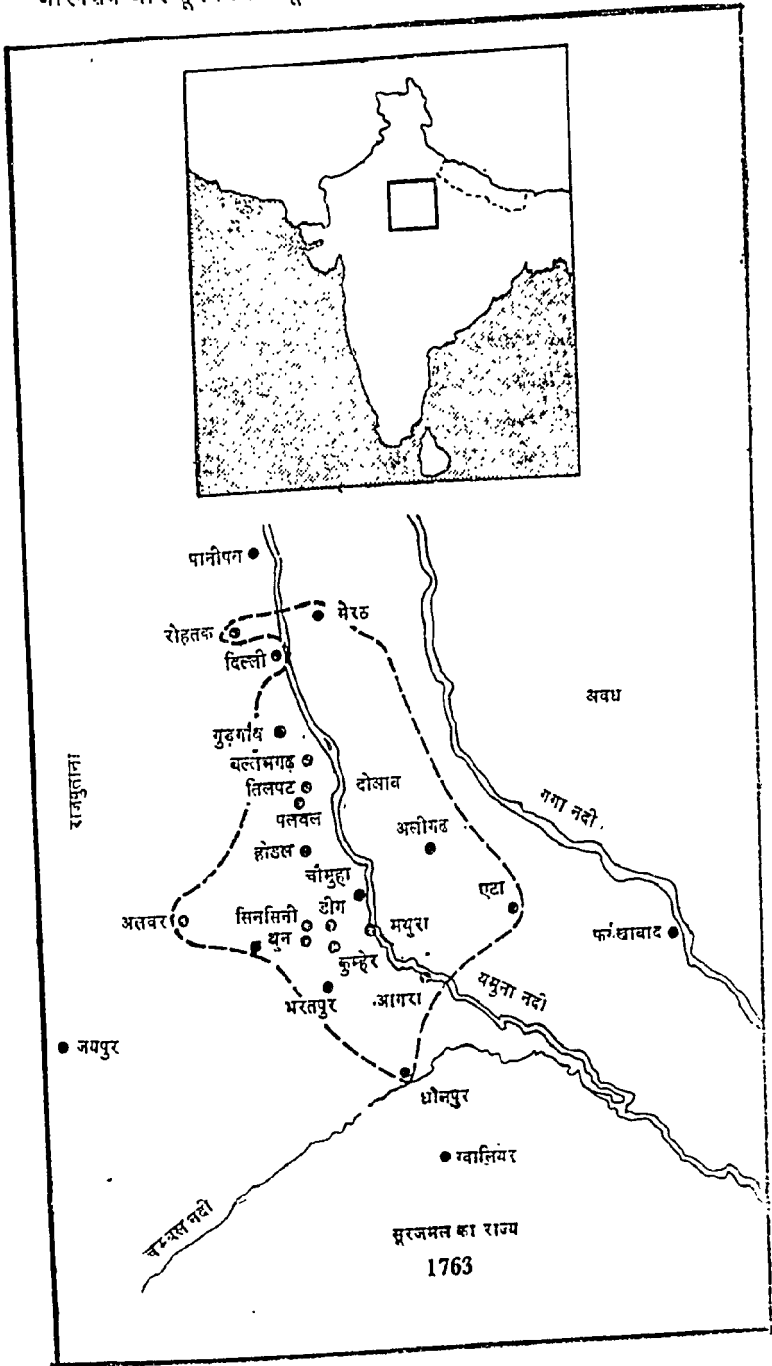 पानीपत
मेरठ
रोहतक
दिल्ली
अवध
गुड़गाँव
राजपुताना
बल्लभगढ़
तिलपट
दोआब
पलवल
गंगा नदी
अलीगढ
होडल
चौमुहा
एटा
अलवर
सिनसिनी
डीग
मथुरा
फर्रुखाबाद
थुन
कुम्हेर
यमुना नदी
भरतपुर
आगरा
जयपुर
धौलपुर
ग्वालियर
चम्बल नदी
सूरजमल का राज्य
1763